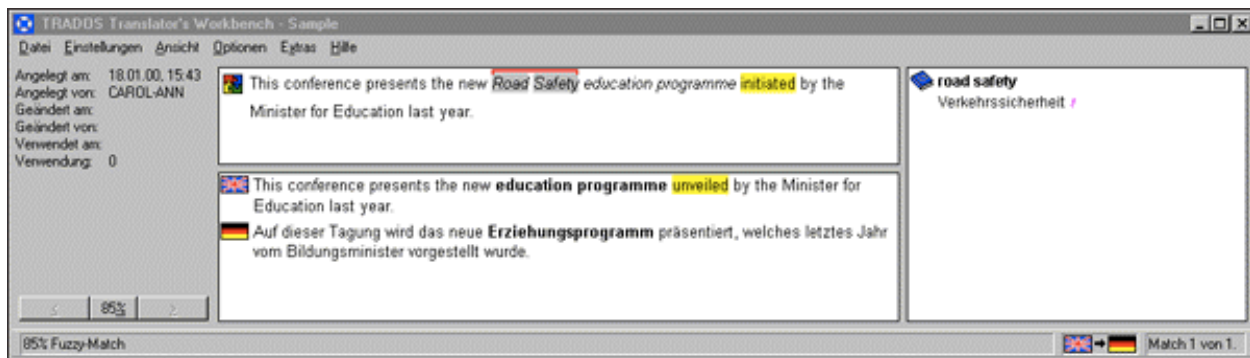 TRADOS Translator's Workbench - Sample
Datei Einstellungen Ansicht Optionen Extras Hilfe
Angelegt am: 18.01.00, 15:43
Angelegt von: CAROL-ANN
Geändert am:
Geändert von:
Verwendet am:
Verwendung: 0
< 85% >
This conference presents the new Road Safety education programme initiated by the
Minister for Education last year.
This conference presents the new education programme unveiled by the Minister for
Education last year.
Auf dieser Tagung wird das neue Erziehungsprogramm präsentiert, welches letztes Jahr
vom Bildungsminister vorgestellt wurde.
road safety
Verkehrssicherheit f
85% Fuzzy-Match
Match 1 von 1.